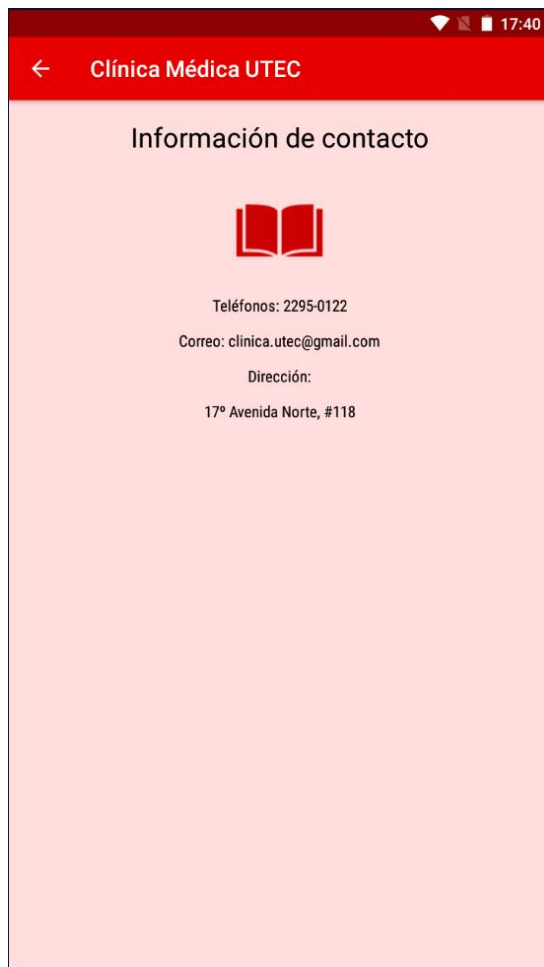 17:40
Clínica Médica UTEC
Información de contacto
Teléfonos: 2295-0122
Correo: clinica.utec@gmail.com
Dirección:
17º Avenida Norte, #118